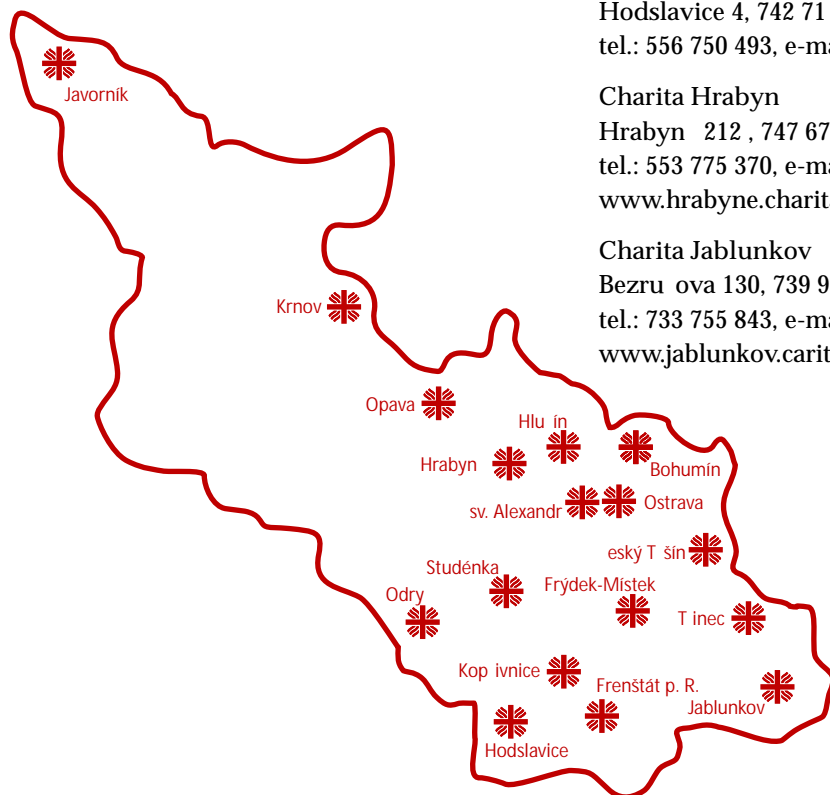 Hodslavice 4, 742 71
tel.: 556 750 493, e-ma
Charita Hrabyn
Hrabyn 212 , 747 67
tel.: 553 775 370, e-ma
www.hrabyne.charita
Charita Jablunkov
Bezru ova 130, 739 9
tel.: 733 755 843, e-ma
www.jablunkov.carit
Javorník
Krnov
Opava
Hlu ín
Hrabyn
Bohumín
sv. Alexandr
Ostrava
eský T šín
Studénka
Frýdek-Místek
Odry
T inec
Kop ivnice
Frenštát p. R.
Jablunkov
Hodslavice